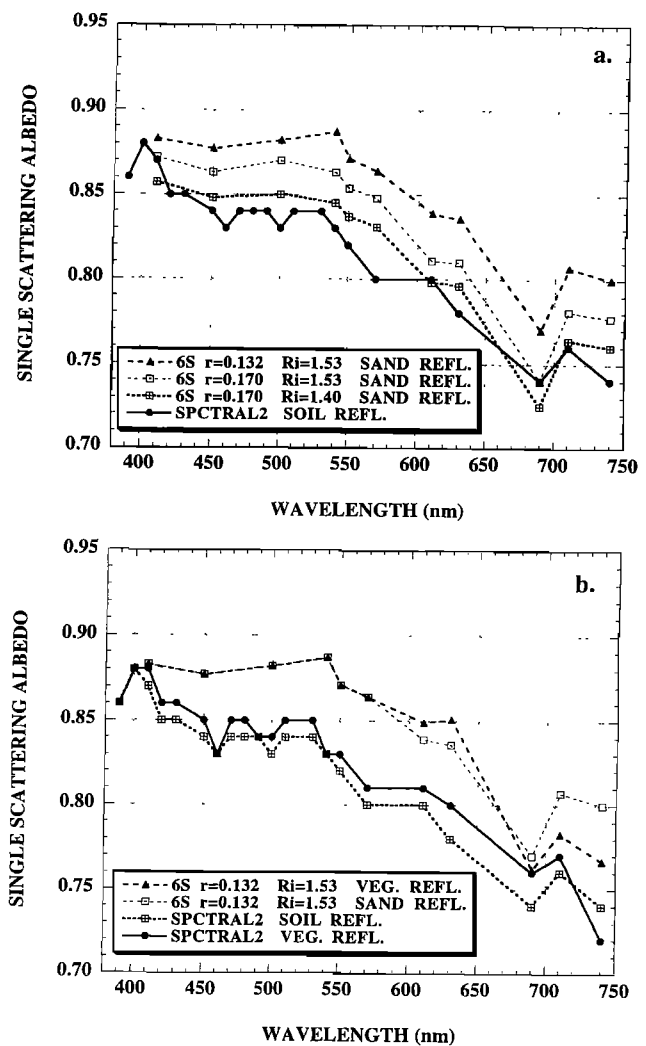 0.95
0.90
0.85
0.80
0.75
0.70
SINGLE SCATTERING ALBEDO
a.
6S r=0.132 Ri=1.53 SAND REFL.
6S r=0.170 Ri=1.53 SAND REFL.
6S r=0.170 Ri=1.40 SAND REFL.
SPCTRAL2 SOIL REFL.
400 450 500 550 600 650 700 750
WAVELENGTH (nm)
0.95
0.90
0.85
0.80
0.75
0.70
SINGLE SCATTERING ALBEDO
b.
6S r=0.132 Ri=1.53 VEG. REFL.
6S r=0.132 Ri=1.53 SAND REFL.
SPCTRAL2 SOIL REFL.
SPCTRAL2 VEG. REFL.
400 450 500 550 600 650 700 750
WAVELENGTH (nm)